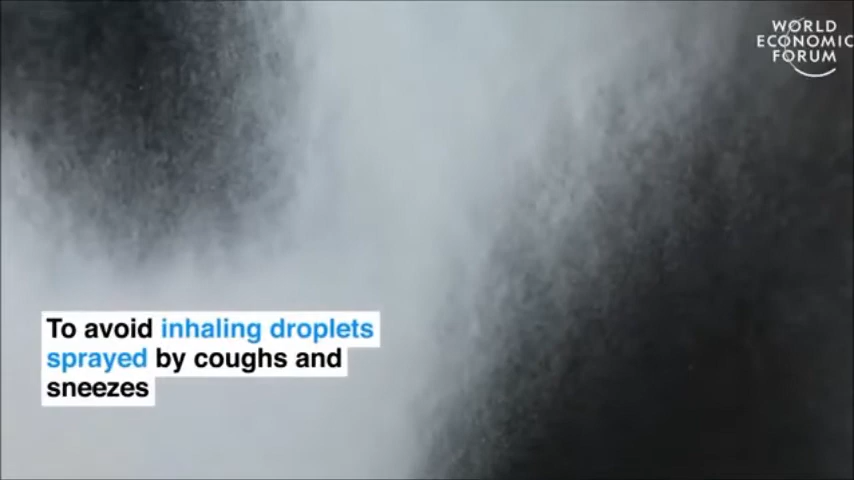 WORLD
ECONOMIC
FORUM
To avoid inhaling droplets
sprayed by coughs and
sneezes